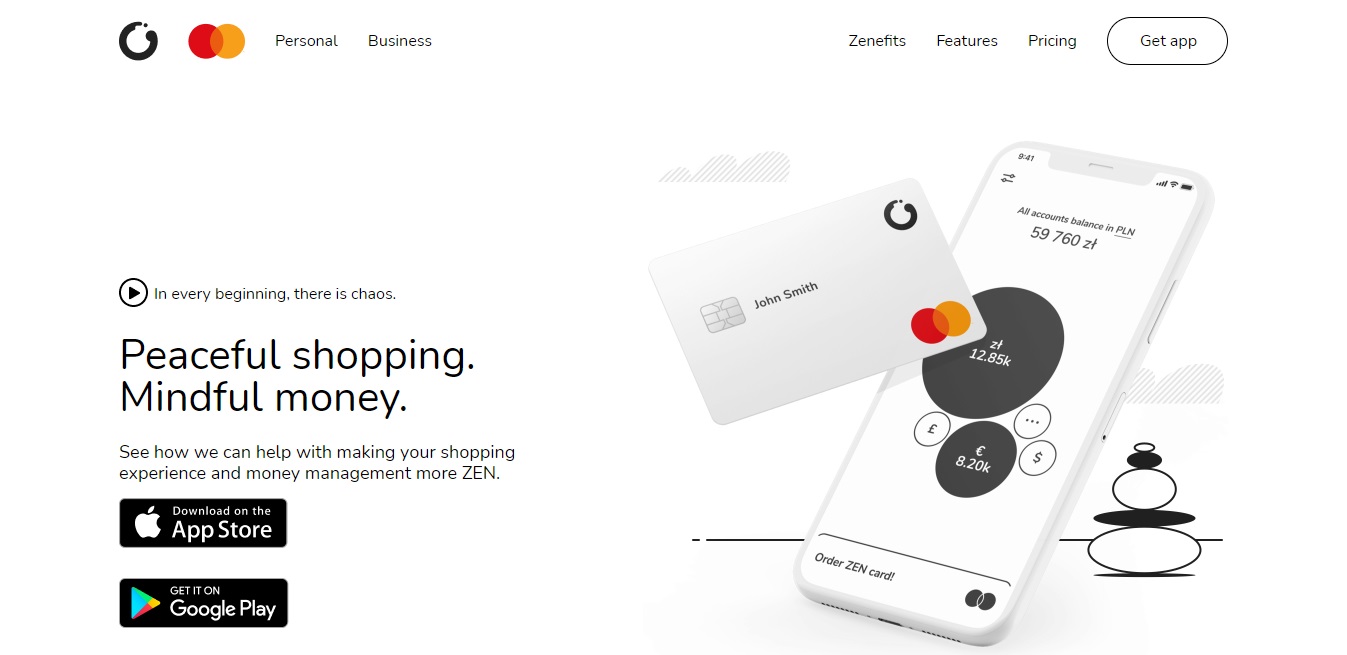 Personal
Business
Zenefits
Features
Pricing
Get app
In every beginning, there is chaos.
Peaceful shopping.
Mindful money.
See how we can help with making your shopping
experience and money management more ZEN.
Download on the
App Store
GET IT ON
Google Play
John Smith
9:41
All accounts balance in PLN
59 760 zł
zł
12.85k
£
...
€
8.20k
$
Order ZEN card!